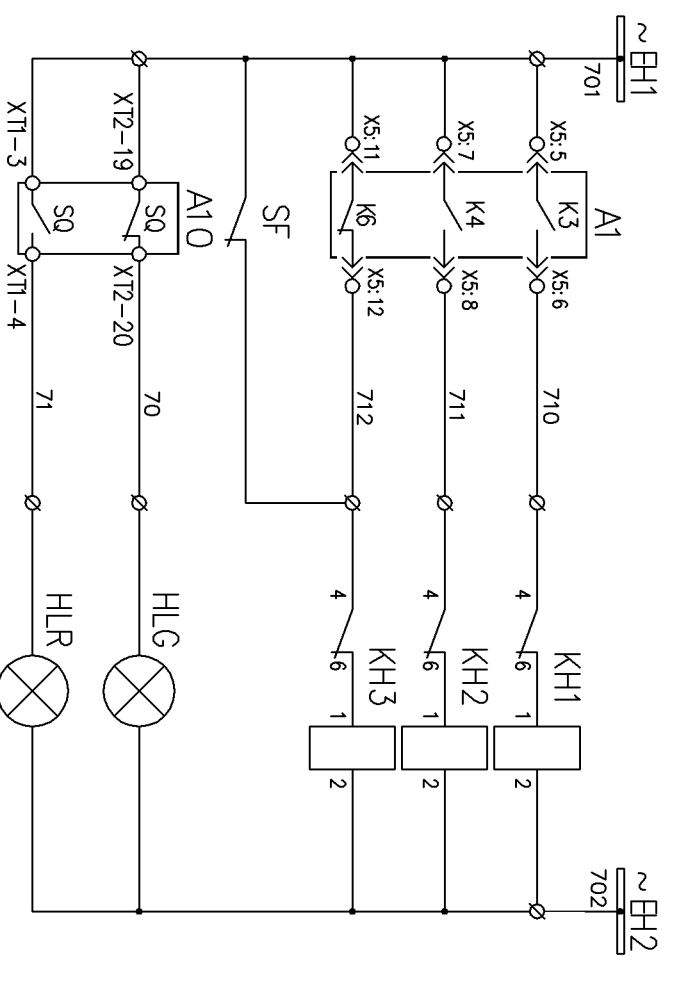 ~ EH1
~ EH2
701
702
A1
X5:5
K3
X5:6
710
KH1
4
6
1
2
X5:7
K4
X5:8
711
KH2
4
6
1
2
X5:11
K6
X5:12
712
KH3
4
6
1
2
SF
A10
XT2-19
SQ
XT2-20
70
HLG
XT1-3
SQ
XT1-4
71
HLR